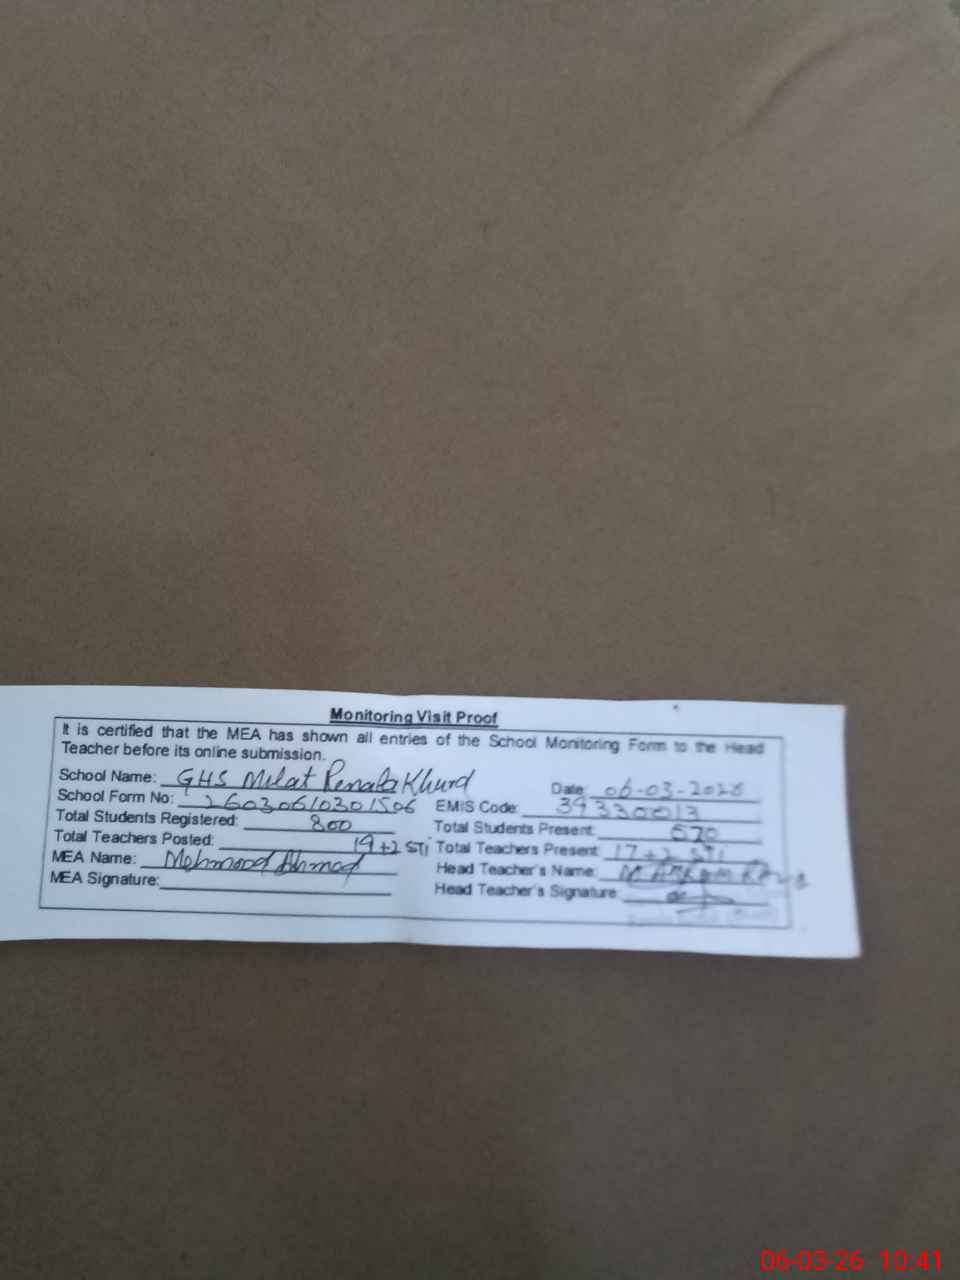 Monitoring Visit Proof
It is certified that the MEA has shown all entries of the School Monitoring Form to the Head
Teacher before its online submission.
School Name: GHS Milat Renala Khurd Date: 06-03-2026
School Form No: 26030610301506 EMIS Code: 39330013
Total Students Registered: 800 Total Students Present: 620
Total Teachers Posted: 19+2 STI Total Teachers Present: 17+2 STI
MEA Name: Mehmood Ahmad Head Teacher's Name: M
MEA Signature: Head Teacher's Signature:
06-03-26 10:41